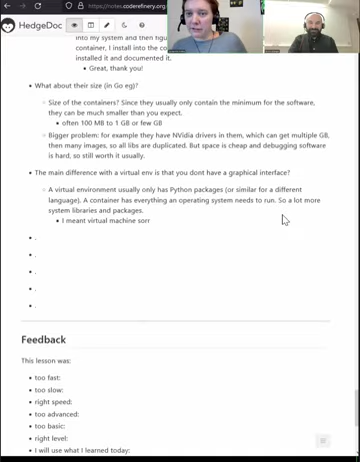 https://notes.coderefinery.org
HedgeDoc
into my system and then figu
container, I install into the co
installed it and documented it.
Great, thank you!
What about their size (in Go eg)?
Size of the containers? Since they usually only contain the minimum for the software,
they can be much smaller than you expect.
often 100 MB to 1 GB or few GB
Bigger problem: for example they have NVidia drivers in them, which can get multiple GB,
then many images, so all libs are duplicated. But space is cheap and debugging software
is hard, so still worth it usually.
The main difference with a virtual env is that you dont have a graphical interface?
A virtual environment usually only has Python packages (or similar for a different
language). A container has everything an operating system needs to run. So a lot more
system libraries and packages.
I meant virtual machine sorr
.
.
.
.
.
Feedback
This lesson was:
too fast:
too slow:
right speed:
too advanced:
too basic:
right level:
I will use what I learned today: